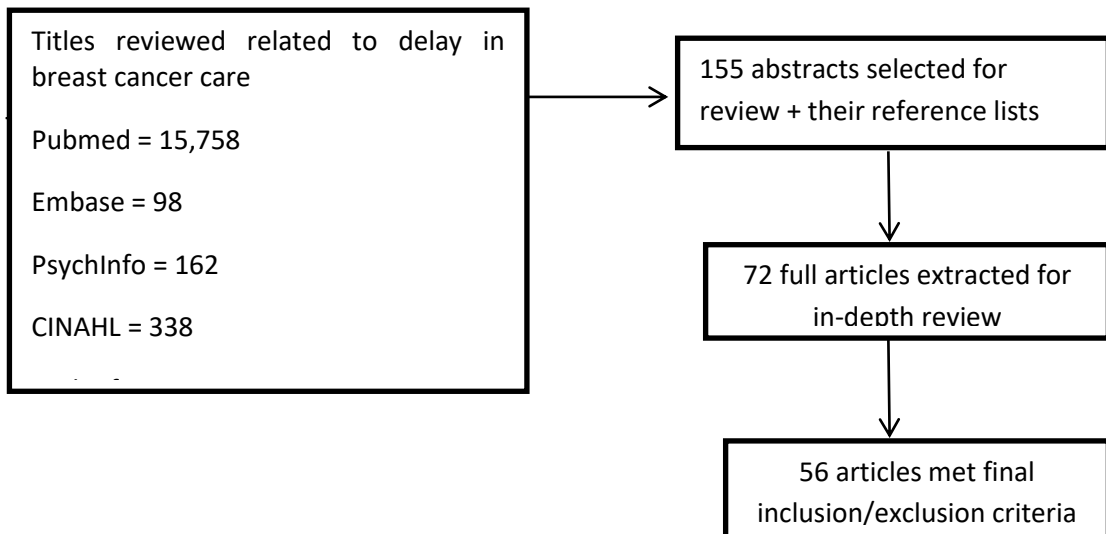 Titles reviewed related to delay in
breast cancer care
Pubmed = 15,758
Embase = 98
PsychInfo = 162
CINAHL = 338
155 abstracts selected for
review + their reference lists
72 full articles extracted for
in-depth review
56 articles met final
inclusion/exclusion criteria